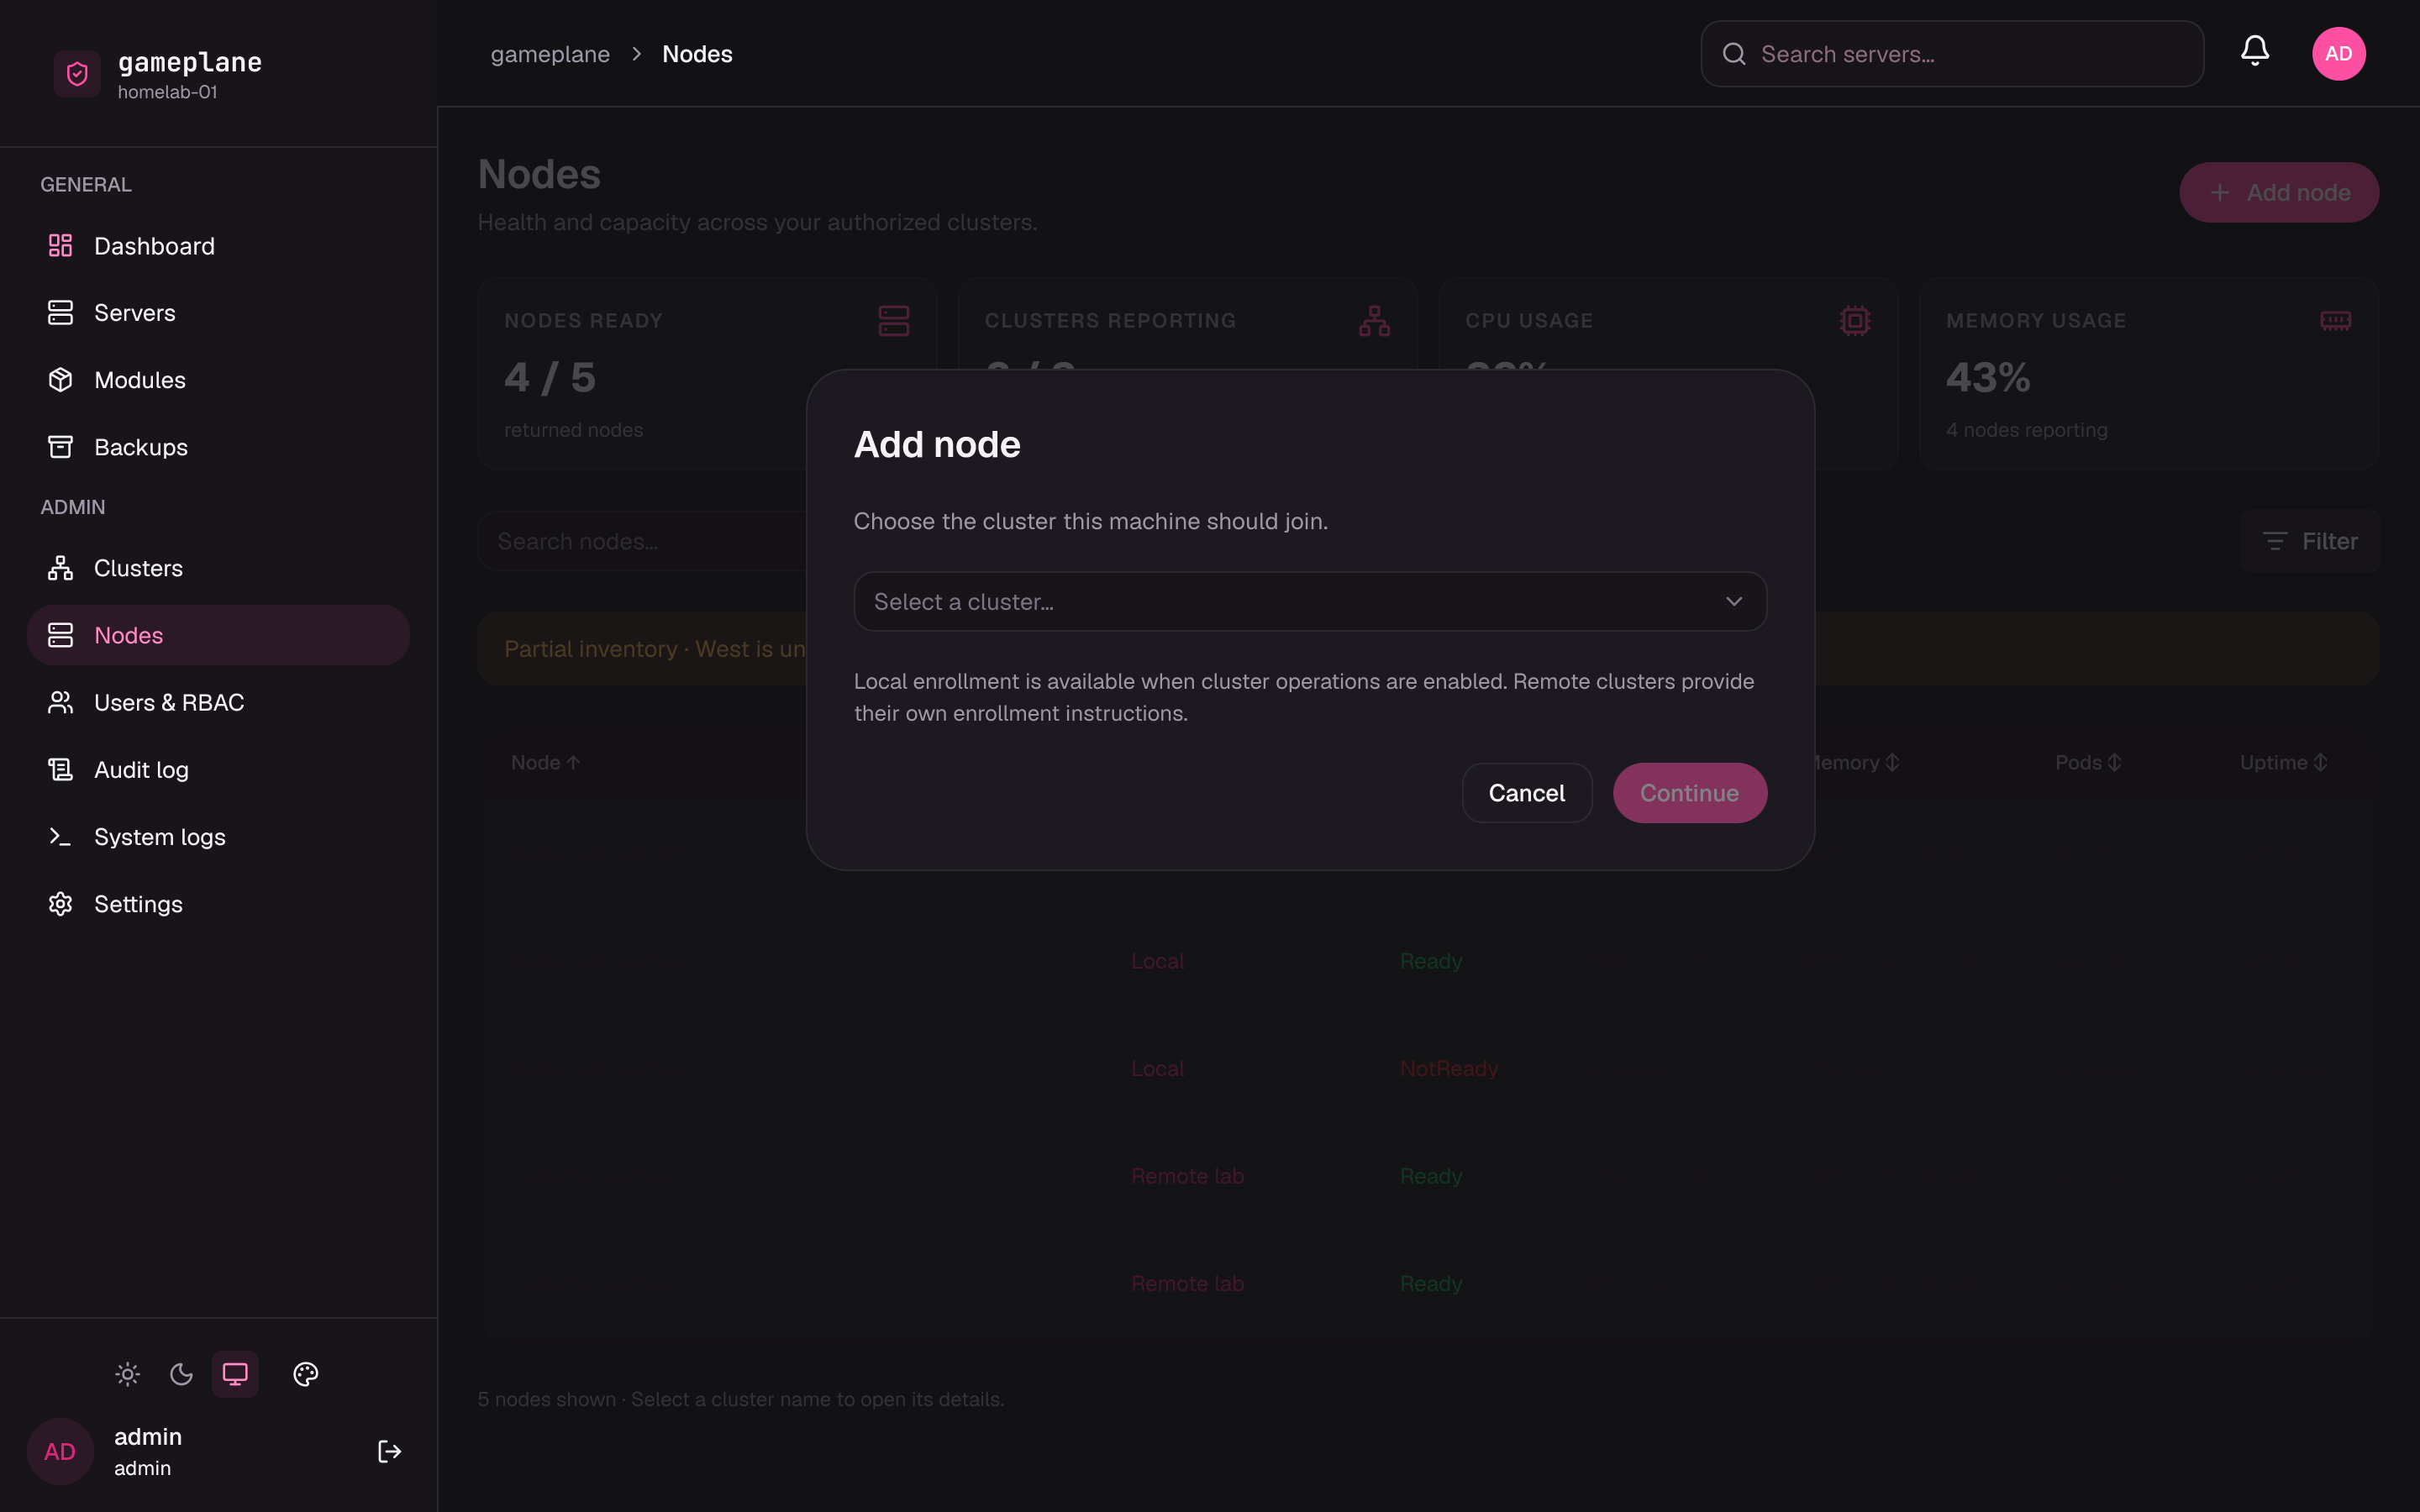 gameplane
homelab-01
GENERAL
Dashboard
Servers
Modules
Backups
ADMIN
Clusters
Nodes
Users & RBAC
Audit log
System logs
Settings
AD
admin
admin
gameplane > Nodes
Search servers...
AD
Nodes
Health and capacity across your authorized clusters.
Add node
NODES READY
4 / 5
returned nodes
CLUSTERS REPORTING
CPU USAGE
MEMORY USAGE
43%
4 nodes reporting
Search nodes...
Filter
Partial inventory · West is
Add node
Choose the cluster this machine should join.
Select a cluster...
Local enrollment is available when cluster operations are enabled. Remote clusters provide
their own enrollment instructions.
Cancel
Continue
Node
Memory
Pods
Uptime
Local
Ready
Local
NotReady
Remote lab
Ready
Remote lab
Ready
5 nodes shown · Select a cluster name to open its details.